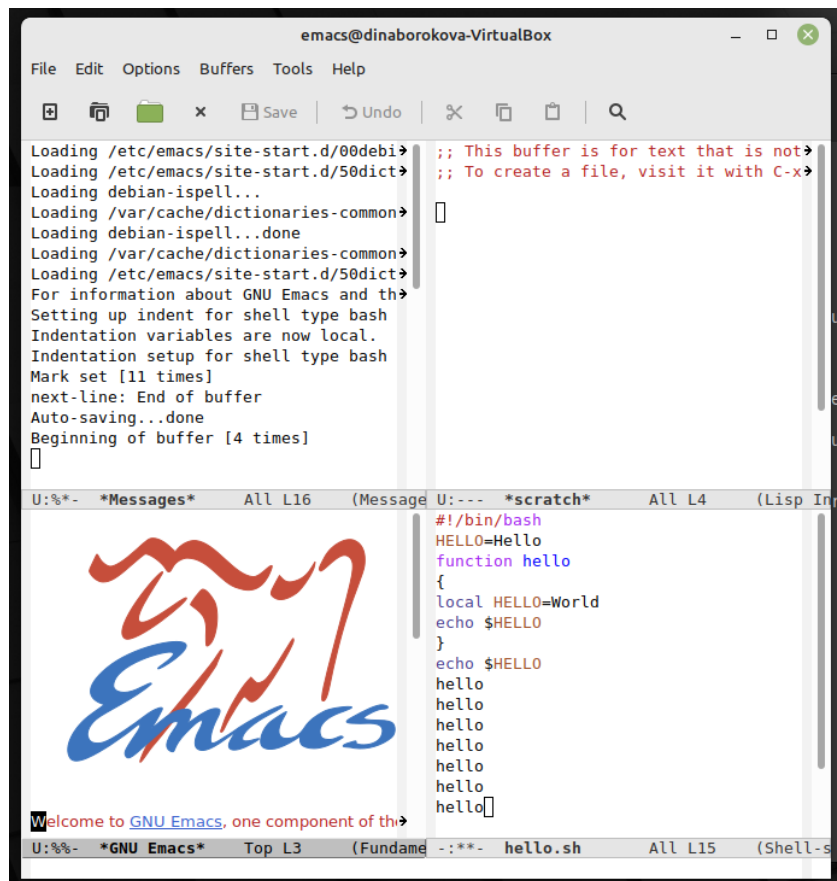 emacs@dinaborokova-VirtualBox
File Edit Options Buffers Tools Help
Save Undo
Loading /etc/emacs/site-start.d/00debi
Loading /etc/emacs/site-start.d/50dict
Loading debian-ispell...
Loading /var/cache/dictionaries-common
Loading debian-ispell...done
Loading /var/cache/dictionaries-common
Loading /etc/emacs/site-start.d/50dict
For information about GNU Emacs and th
Setting up indent for shell type bash
Indentation variables are now local.
Indentation setup for shell type bash
Mark set [11 times]
next-line: End of buffer
Auto-saving...done
Beginning of buffer [4 times]
U:%*- *Messages* All L16 (Message
;; This buffer is for text that is not
;; To create a file, visit it with C-x
U:--- *scratch* All L4 (Lisp In
Emacs
Welcome to GNU Emacs, one component of the
U:%%- *GNU Emacs* Top L3 (Fundame
#!/bin/bash
HELLO=Hello
function hello
{
local HELLO=World
echo $HELLO
}
echo $HELLO
hello
hello
hello
hello
hello
hello
hello
-:**- hello.sh All L15 (Shell-s